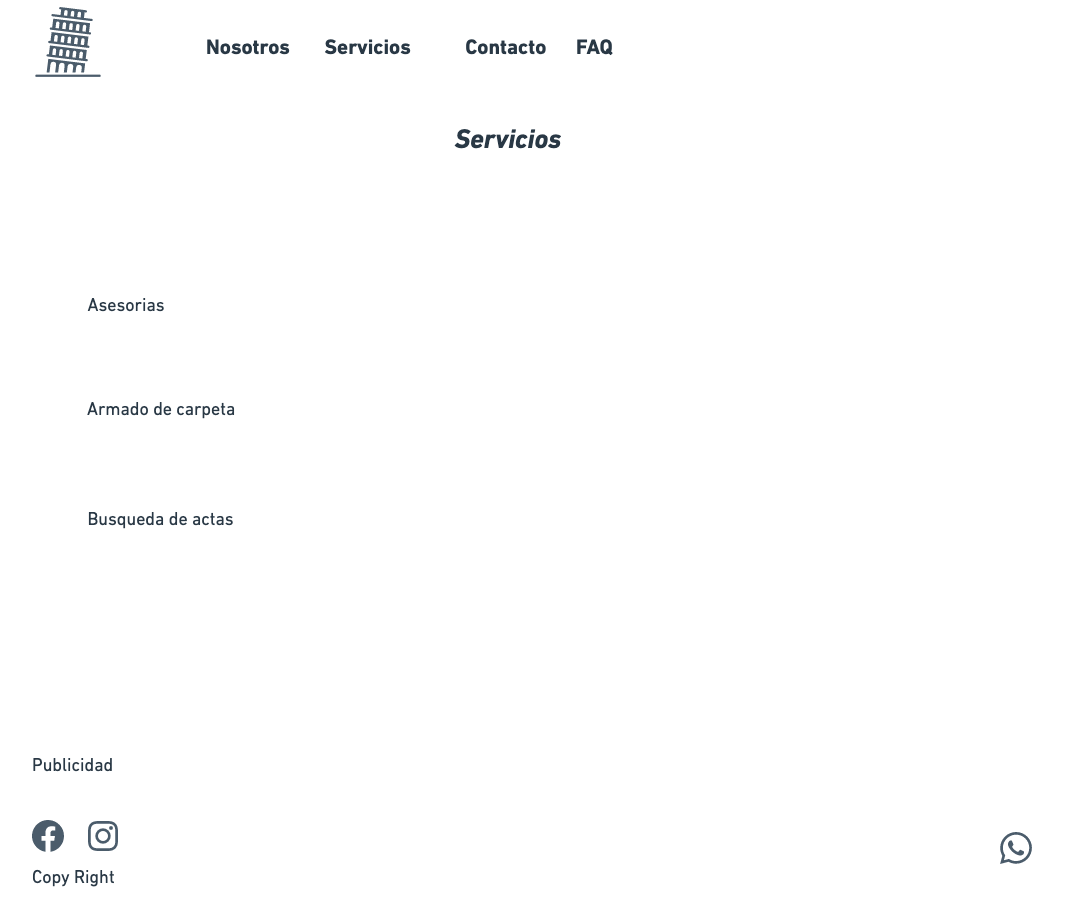 Nosotros Servicios Contacto FAQ
Servicios
Asesorias
Armado de carpeta
Busqueda de actas
Publicidad
Copy Right